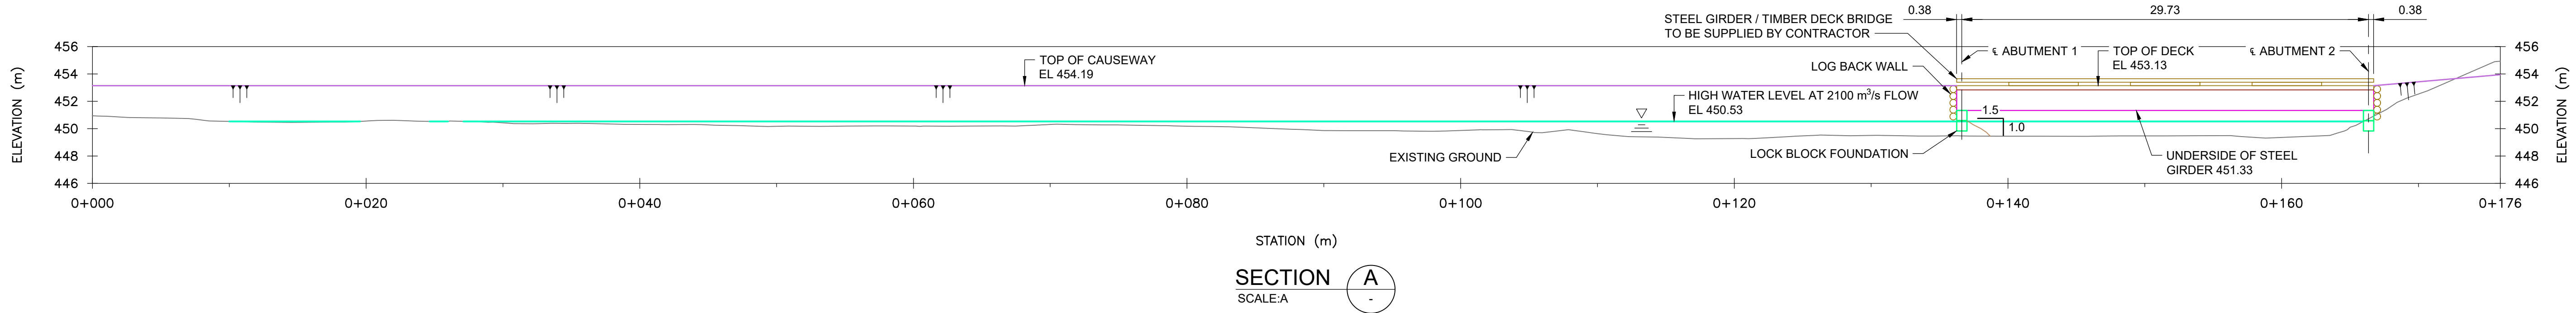 0.38
29.73
0.38
STEEL GIRDER / TIMBER DECK BRIDGE
TO BE SUPPLIED BY CONTRACTOR
℄ ABUTMENT 1
TOP OF DECK
EL 453.13
℄ ABUTMENT 2
TOP OF CAUSEWAY
EL 454.19
LOG BACK WALL
HIGH WATER LEVEL AT 2100 m³/s FLOW
EL 450.53
1.5
1.0
EXISTING GROUND
LOCK BLOCK FOUNDATION
UNDERSIDE OF STEEL
GIRDER 451.33
ELEVATION (m)
456
454
452
450
448
446
456
454
452
450
448
446
ELEVATION (m)
0+000
0+020
0+040
0+060
0+080
0+100
0+120
0+140
0+160
0+176
STATION (m)
SECTION
A
SCALE:A
-